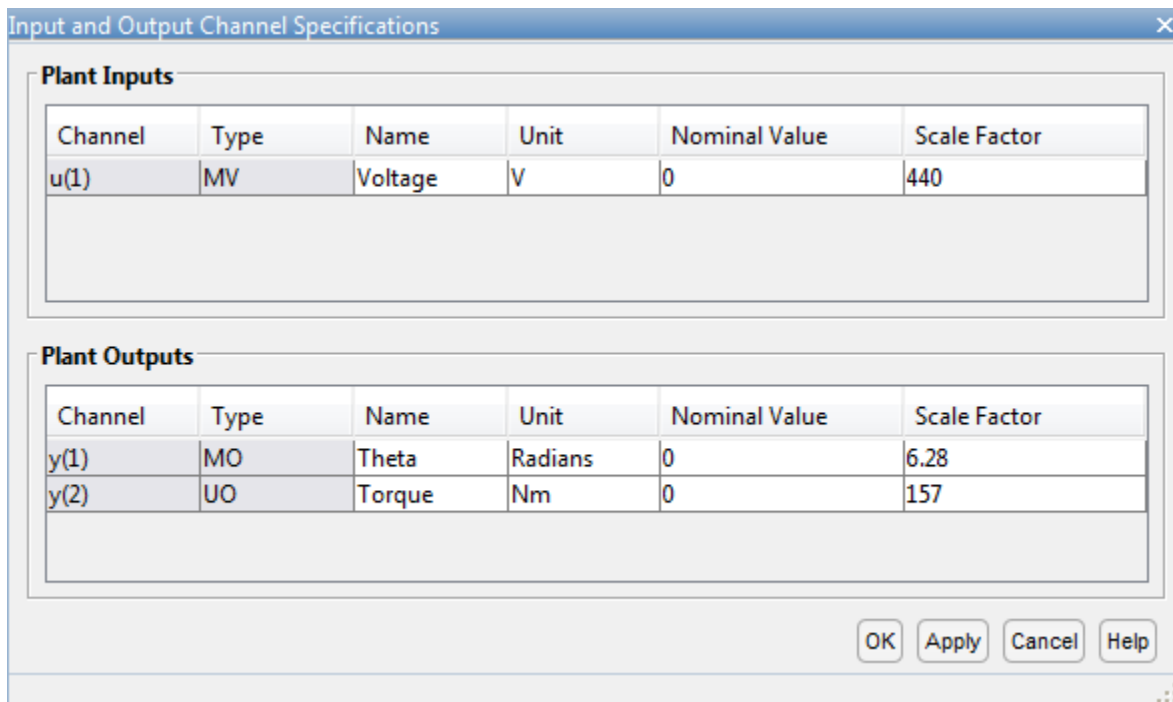 Input and Output Channel Specifications
Plant Inputs
Channel Type Name Unit Nominal Value Scale Factor
u(1) MV Voltage V 0 440
Plant Outputs
Channel Type Name Unit Nominal Value Scale Factor
y(1) MO Theta Radians 0 6.28
y(2) UO Torque Nm 0 157
OK Apply Cancel Help